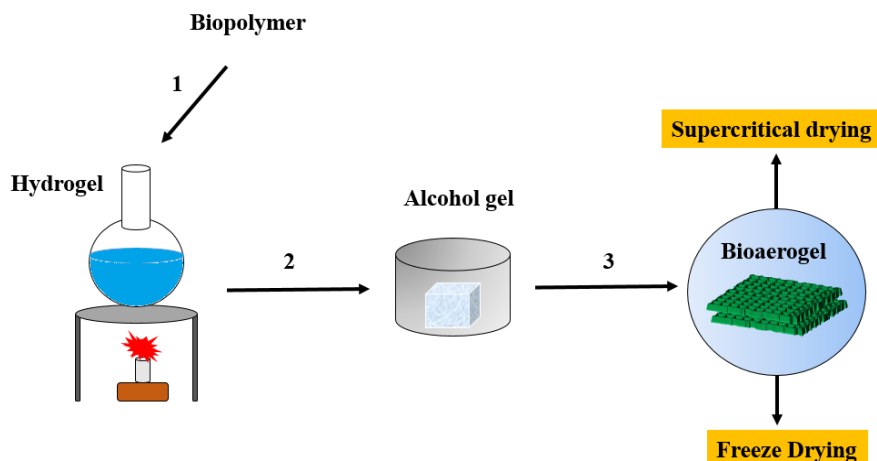 Biopolymer
1
Hydrogel
2
Alcohol gel
3
Supercritical drying
Bioaerogel
Freeze Drying